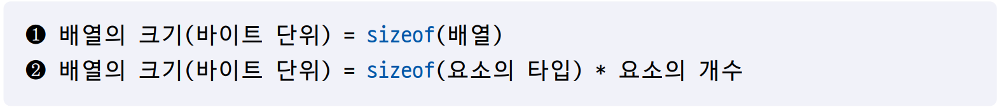 ❶ 배열의 크기(바이트 단위) = sizeof(배열)
❷ 배열의 크기(바이트 단위) = sizeof(요소의 타입) * 요소의 개수